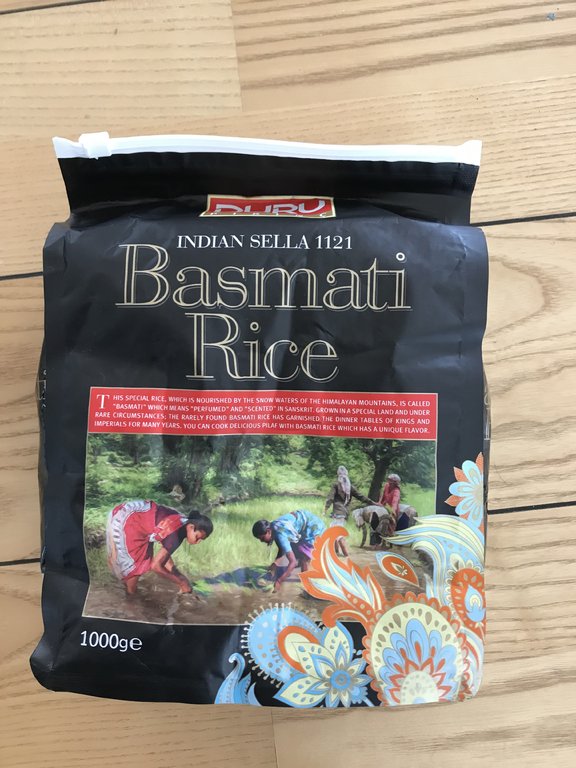 DURU
INDIAN SELLA 1121
Basmati
Rice
THIS SPECIAL RICE, WHICH IS NOURISHED BY THE SNOW WATERS OF THE HIMALAYAN MOUNTAINS, IS CALLED
"BASMATI" WHICH MEANS "PERFUMED" AND "SCENTED" IN SANSKRIT. GROWN IN A SPECIAL LAND AND UNDER
RARE CIRCUMSTANCES; THE RARELY FOUND BASMATI RICE HAS GARNISHED THE DINNER TABLES OF KINGS AND
IMPERIALS FOR MANY YEARS. YOU CAN COOK DELICIOUS PILAF WITH BASMATI RICE WHICH HAS A UNIQUE FLAVOR.
1000g℮